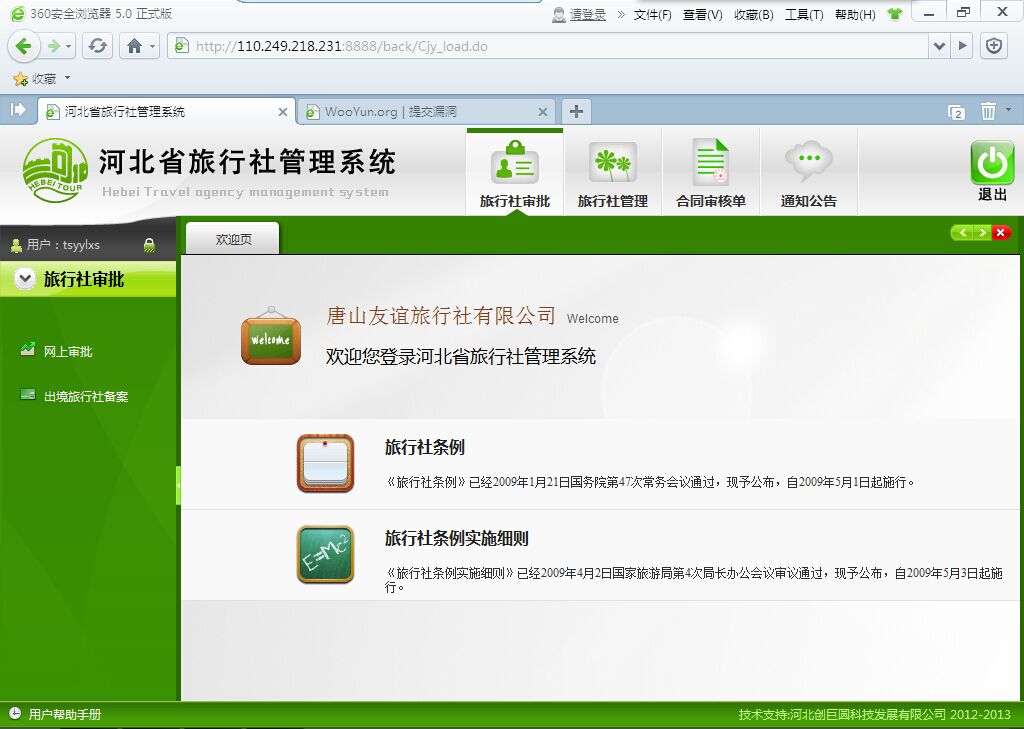 360安全浏览器 5.0 正式版
请登录 » 文件(F) 查看(V) 收藏(B) 工具(T) 帮助(H)
http://110.249.218.231:8888/back/Cjy_load.do
收藏
河北省旅行社管理系统
WooYun.org | 提交漏洞
2
HEBEITOUR
河北省旅行社管理系统
Hebei Travel agency management system
旅行社审批
旅行社管理
合同审核单
通知公告
退出
用户：tsyylxs
欢迎页
旅行社审批
网上审批
出境旅行社备案
welcome
唐山友谊旅行社有限公司 Welcome
欢迎您登录河北省旅行社管理系统
旅行社条例
《旅行社条例》已经2009年1月21日国务院第47次常务会议通过，现予公布，自2009年5月1日起施行。
E=Mc²
旅行社条例实施细则
《旅行社条例实施细则》已经2009年4月2日国家旅游局第4次局长办公会议审议通过，现予公布，自2009年5月3日起施
行。
用户帮助手册
技术支持:河北创巨圆科技发展有限公司 2012-2013